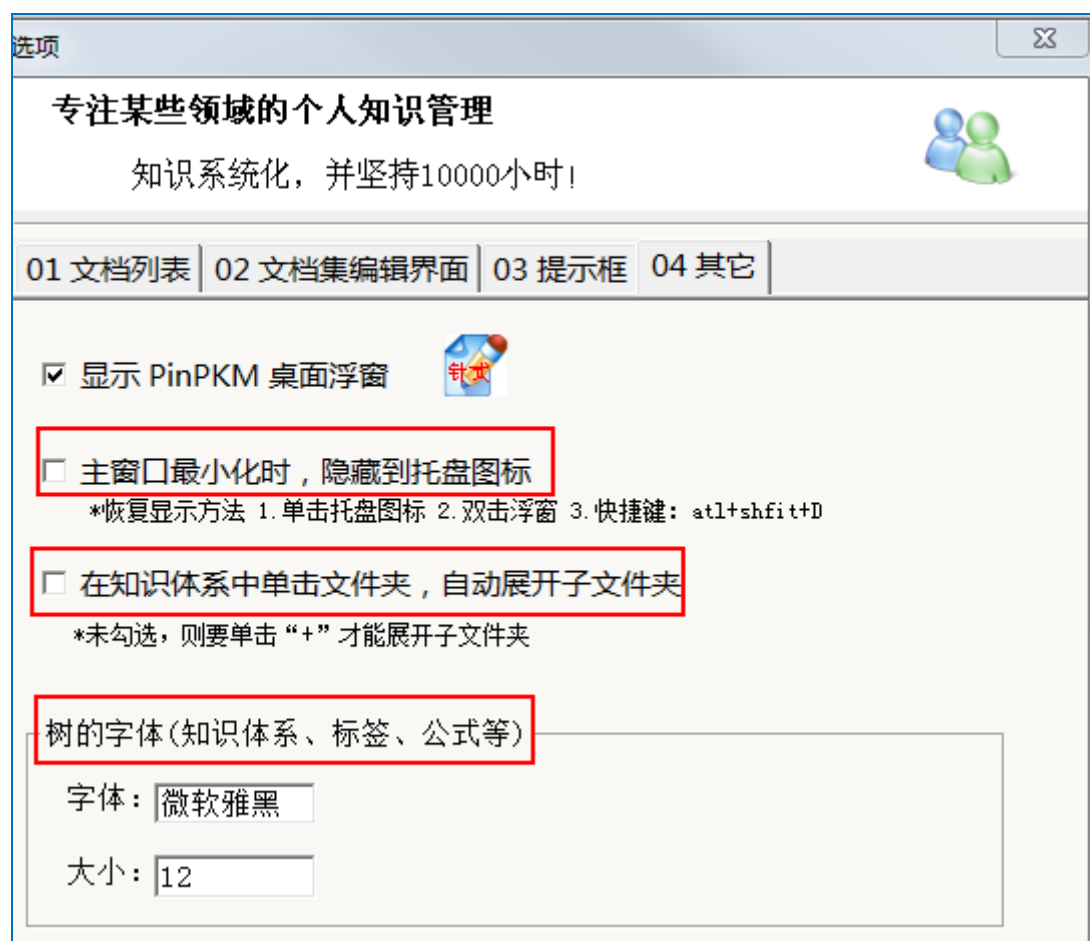 选项
专注某些领域的个人知识管理
知识系统化，并坚持10000小时!
01 文档列表 02 文档集编辑界面 03 提示框 04 其它
显示 PinPKM 桌面浮窗 针式
主窗口最小化时，隐藏到托盘图标
*恢复显示方法 1.单击托盘图标 2.双击浮窗 3.快捷键：atl+shfit+D
在知识体系中单击文件夹，自动展开子文件夹
*未勾选，则要单击“+”才能展开子文件夹
树的字体(知识体系、标签、公式等)
字体：微软雅黑
大小：12